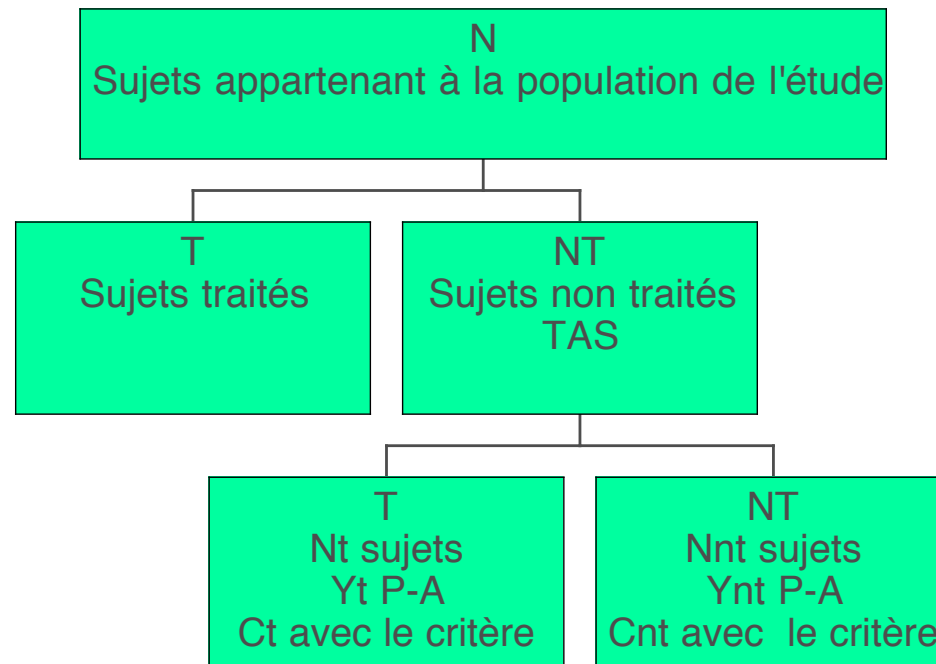 N
Sujets appartenant à la population de l'étude
T
Sujets traités
NT
Sujets non traités
TAS
T
Nt sujets
Yt P-A
Ct avec le critère
NT
Nnt sujets
Ynt P-A
Cnt avec le critère